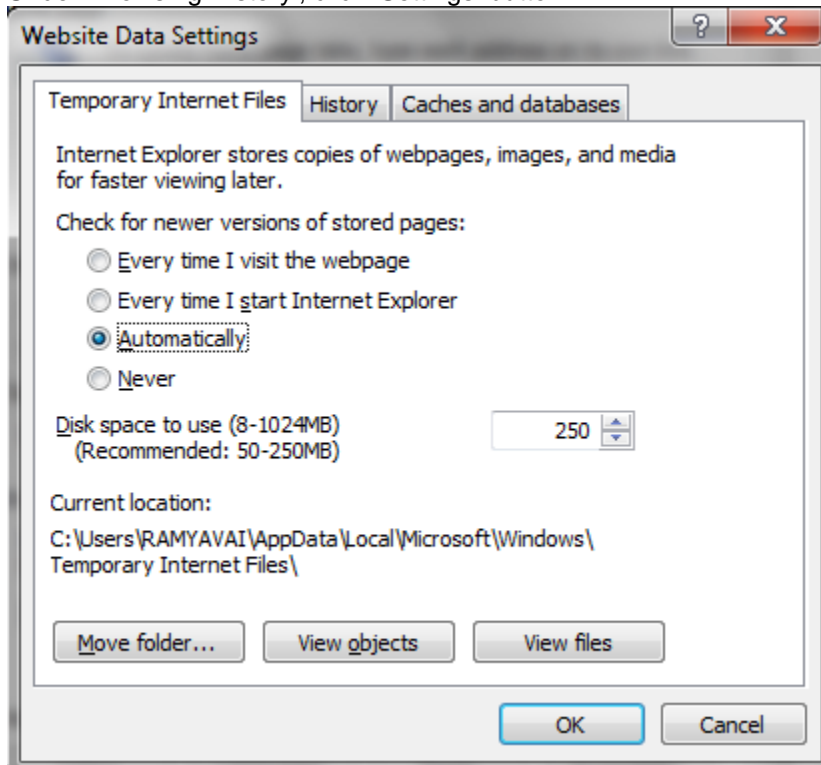 Website Data Settings
Temporary Internet Files History Caches and databases
Internet Explorer stores copies of webpages, images, and media
for faster viewing later.
Check for newer versions of stored pages:
Every time I visit the webpage
Every time I start Internet Explorer
Automatically
Never
Disk space to use (8-1024MB) 250
(Recommended: 50-250MB)
Current location:
C:\Users\RAMYAVAI\AppData\Local\Microsoft\Windows\
Temporary Internet Files\
Move folder... View objects View files
OK Cancel